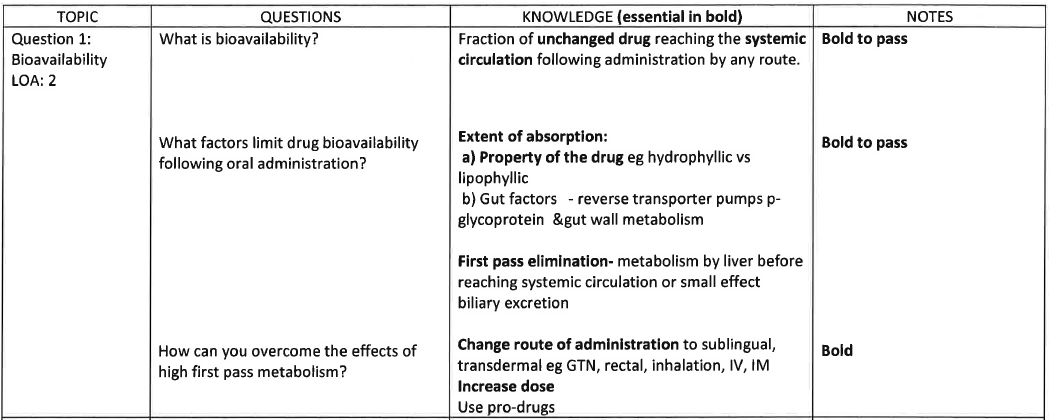 TOPIC QUESTIONS KNOWLEDGE (essential in bold) NOTES
Question 1:
Bioavailability
LOA: 2
What is bioavailability?
Fraction of unchanged drug reaching the systemic
circulation following administration by any route.
Bold to pass
What factors limit drug bioavailability
following oral administration?
Extent of absorption:
a) Property of the drug eg hydrophyllic vs
lipophyllic
b) Gut factors - reverse transporter pumps p-
glycoprotein &gut wall metabolism
First pass elimination- metabolism by liver before
reaching systemic circulation or small effect
biliary excretion
Bold to pass
How can you overcome the effects of
high first pass metabolism?
Change route of administration to sublingual,
transdermal eg GTN, rectal, inhalation, IV, IM
Increase dose
Use pro-drugs
Bold